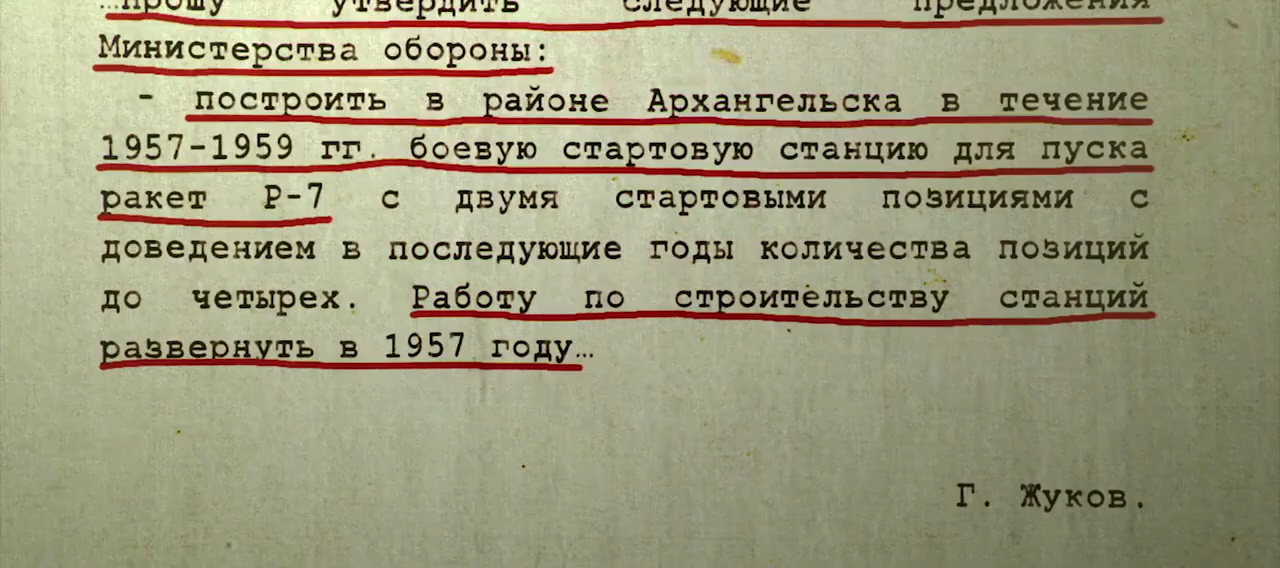 …прошу утвердить следующие предложения
Министерства обороны:
- построить в районе Архангельска в течение
1957-1959 гг. боевую стартовую станцию для пуска
ракет Р-7 с двумя стартовыми позициями с
доведением в последующие годы количества позиций
до четырех. Работу по строительству станций
развернуть в 1957 году…
Г. Жуков.